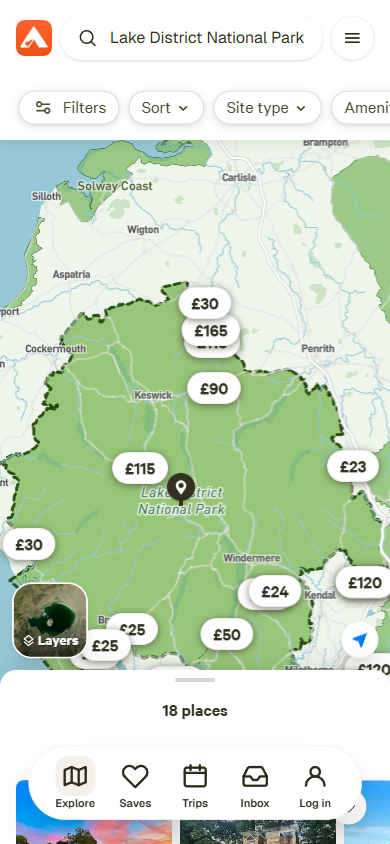 Lake District National Park
Filters
Sort
Site type
Brampton
Carlisle
Solway Coast
Silloth
Wigton
Aspatria
£30
£165
Cockermouth
Penrith
Keswick
£90
£115
£23
Lake District
National Park
£30
Windermere
£120
£24
Kendal
£25
£50
£25
Layers
£120
18 places
Explore
Saves
Trips
Inbox
Log in